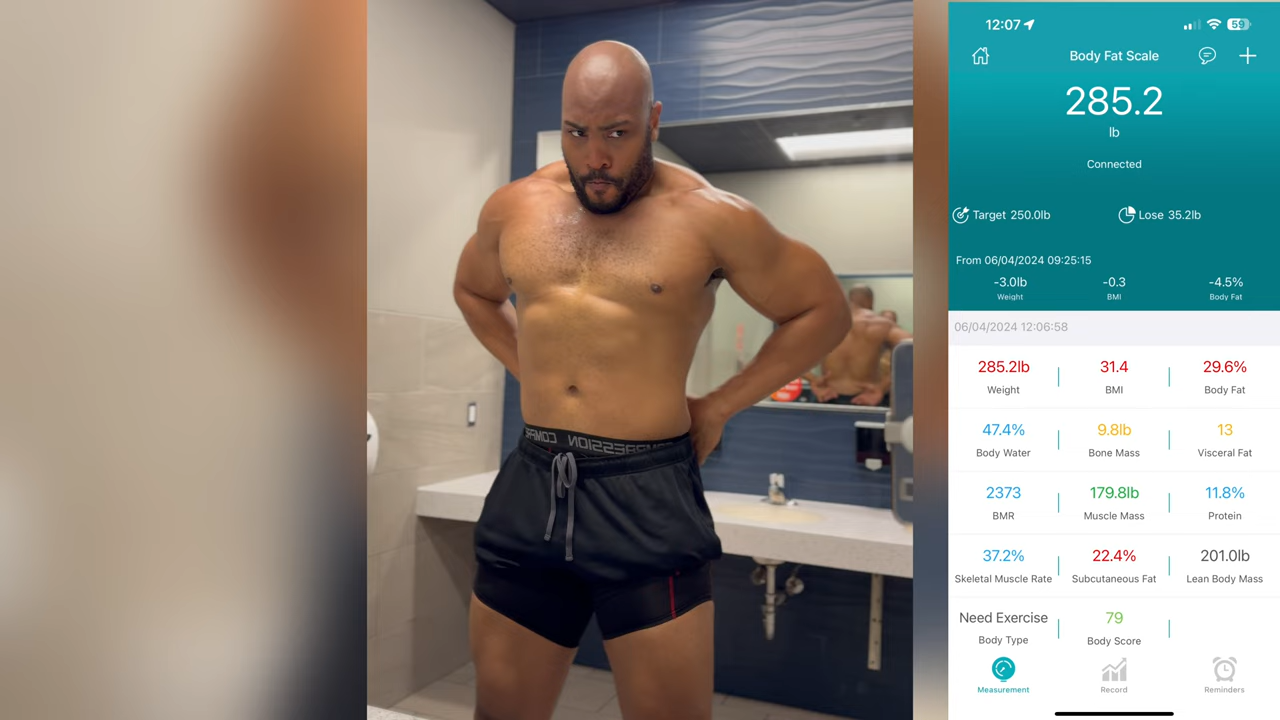 COMPRESSION
12:07
59
Body Fat Scale
285.2
lb
Connected
Target 250.0lb
Lose 35.2lb
From 06/04/2024 09:25:15
-3.0lb -0.3 -4.5%
Weight BMI Body Fat
06/04/2024 12:06:58
285.2lb 31.4 29.6%
Weight BMI Body Fat
47.4% 9.8lb 13
Body Water Bone Mass Visceral Fat
2373 179.8lb 11.8%
BMR Muscle Mass Protein
37.2% 22.4% 201.0lb
Skeletal Muscle Rate Subcutaneous Fat Lean Body Mass
Need Exercise 79
Body Type Body Score
Measurement Record Reminders